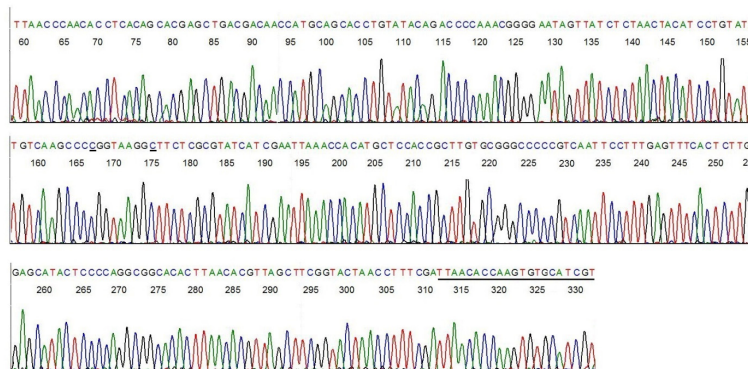 TTAACCCAACACCTCACAGCACGAGCTGACGACAACCATGCAGCACCTGTATACAGACCCCAAACGGGGAATAGTTATCTCTAACTACATCCTGTAT
60 65 70 75 80 85 90 95 100 105 110 115 120 125 130 135 140 145 150 155
TGTCAAGCCCCGGTAAGGCTTCTCGCGTATCATCGAATTAAACCACATGCTCCACCGCTTGTGCGGGCCCCCGTCAATTCCTTTGAGTTTCACTCTTG
160 165 170 175 180 185 190 195 200 205 210 215 220 225 230 235 240 245 250
GAGCATACTCCCCAGGCGGCACACTTAACACGTTAGCTTCGGTACTAACCTTTCGATTAACACCAAGTGTGCATCGT
260 265 270 275 280 285 290 295 300 305 310 315 320 325 330